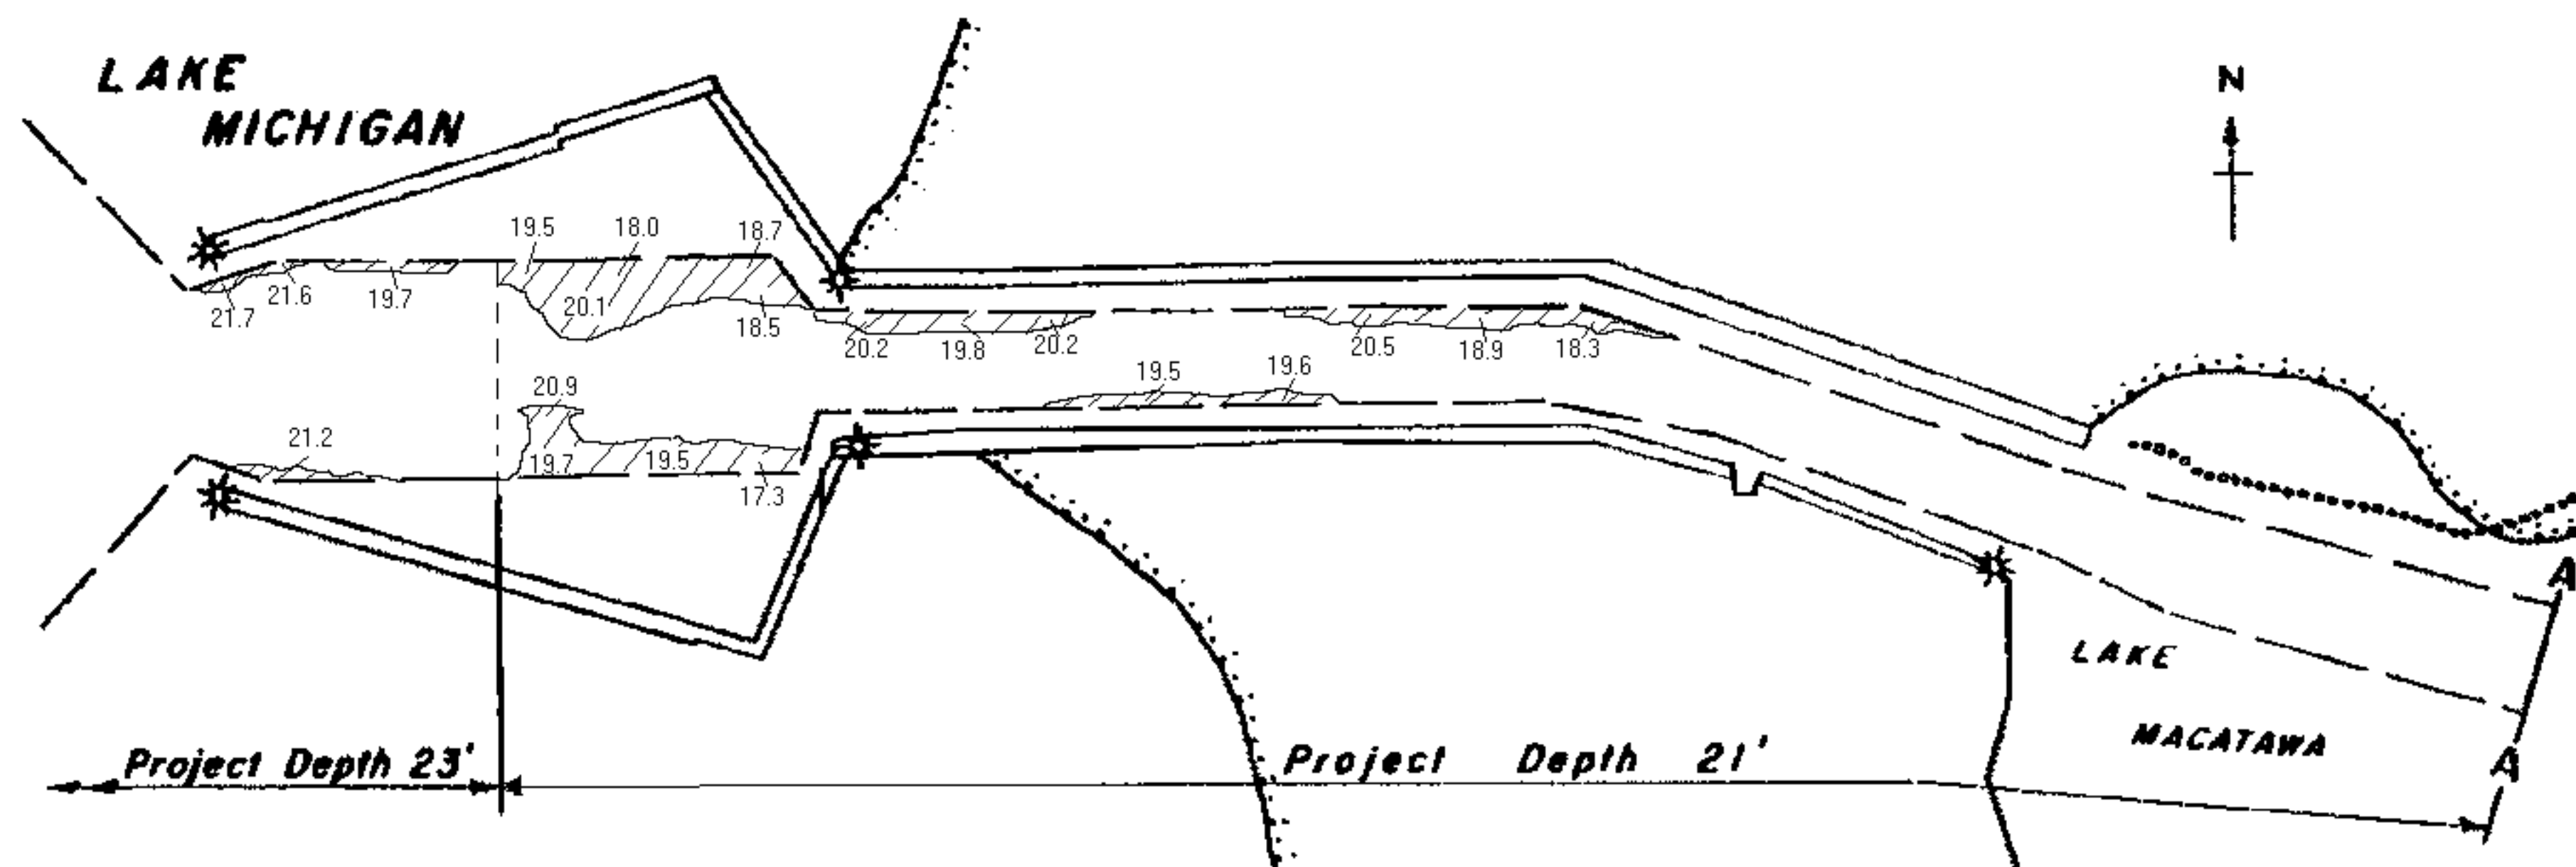 LAKE
MICHIGAN
N
19.5
18.0
18.7
21.7
21.6
19.7
20.1
18.5
20.2
19.8
20.2
20.5
18.9
18.3
20.9
19.5
19.6
21.2
19.7
19.5
17.3
A
LAKE
MACATAWA
Project Depth 23'
Project Depth 21'
A